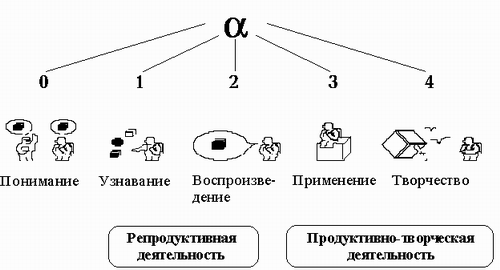 α
0 1 2 3 4
Понимание Узнавание Воспроизве- Применение Творчество
дение
Репродуктивная
деятельность
Продуктивно-творческая
деятельность